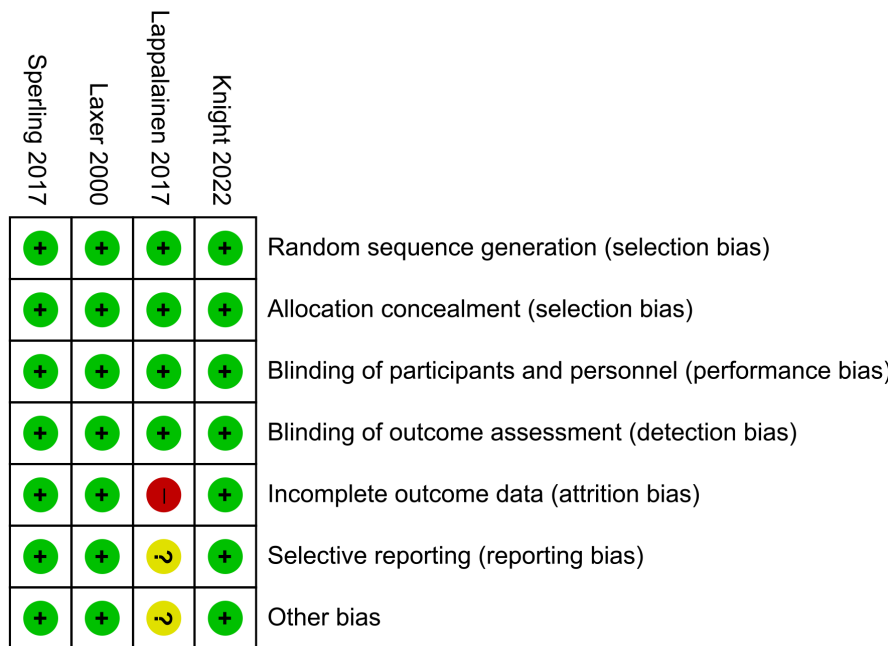 Sperling 2017
Laxer 2000
Lappalainen 2017
Knight 2022
+ + + + Random sequence generation (selection bias)
+ + + + Allocation concealment (selection bias)
+ + + + Blinding of participants and personnel (performance bias)
+ + + + Blinding of outcome assessment (detection bias)
+ + – + Incomplete outcome data (attrition bias)
+ + ? + Selective reporting (reporting bias)
+ + ? + Other bias